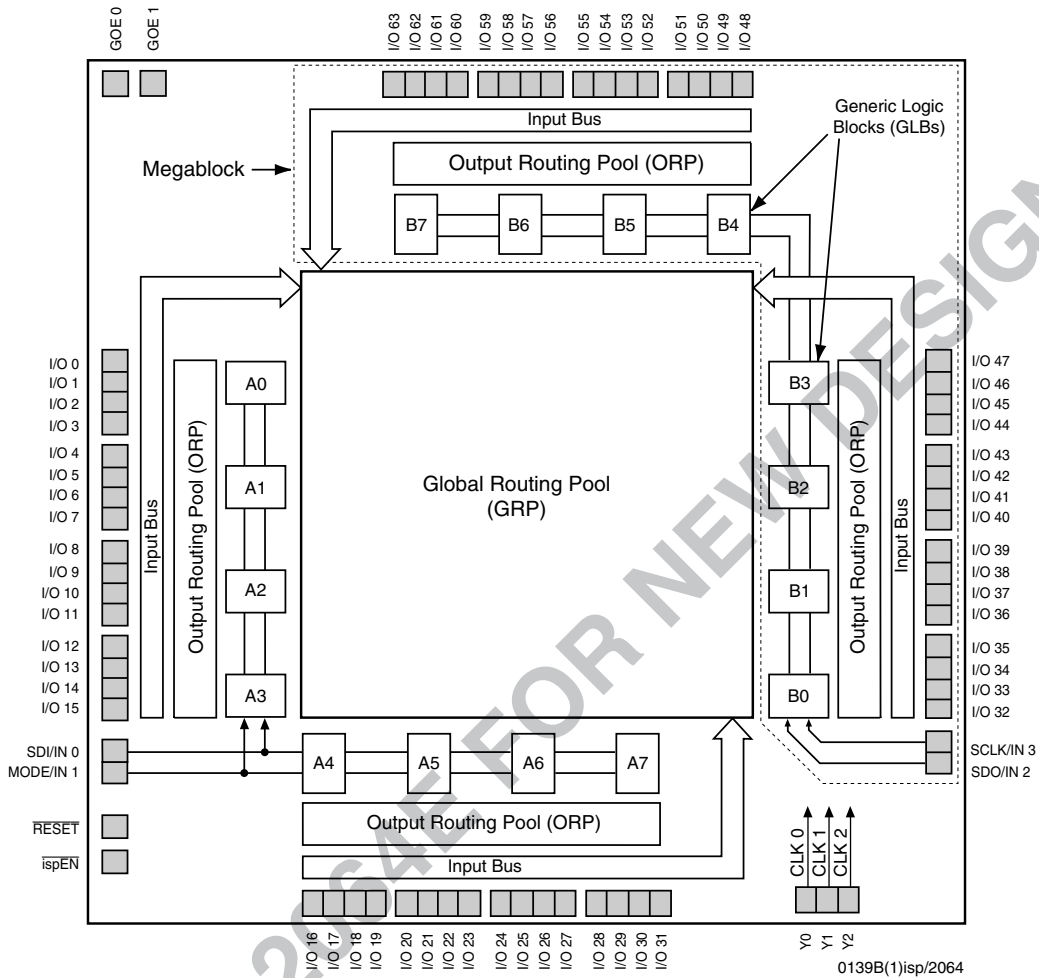 GOE 0
GOE 1
I/O 63
I/O 62
I/O 61
I/O 60
I/O 59
I/O 58
I/O 57
I/O 56
I/O 55
I/O 54
I/O 53
I/O 52
I/O 51
I/O 50
I/O 49
I/O 48
Input Bus
Generic Logic
Blocks (GLBs)
Output Routing Pool (ORP)
Megablock
B7
B6
B5
B4
I/O 0
I/O 1
I/O 2
I/O 3
I/O 4
I/O 5
I/O 6
I/O 7
I/O 8
I/O 9
I/O 10
I/O 11
I/O 12
I/O 13
I/O 14
I/O 15
Input Bus
Output Routing Pool (ORP)
A0
A1
A2
A3
Global Routing Pool
(GRP)
B3
B2
B1
B0
Output Routing Pool (ORP)
Input Bus
I/O 47
I/O 46
I/O 45
I/O 44
I/O 43
I/O 42
I/O 41
I/O 40
I/O 39
I/O 38
I/O 37
I/O 36
I/O 35
I/O 34
I/O 33
I/O 32
SDI/IN 0
MODE/IN 1
A4
A5
A6
A7
SCLK/IN 3
SDO/IN 2
RESET
ispEN
Output Routing Pool (ORP)
Input Bus
CLK 0
CLK 1
CLK 2
I/O 16
I/O 17
I/O 18
I/O 19
I/O 20
I/O 21
I/O 22
I/O 23
I/O 24
I/O 25
I/O 26
I/O 27
I/O 28
I/O 29
I/O 30
I/O 31
Y0
Y1
Y2
0139B(1)isp/2064
2064E FOR NEW DESIGN